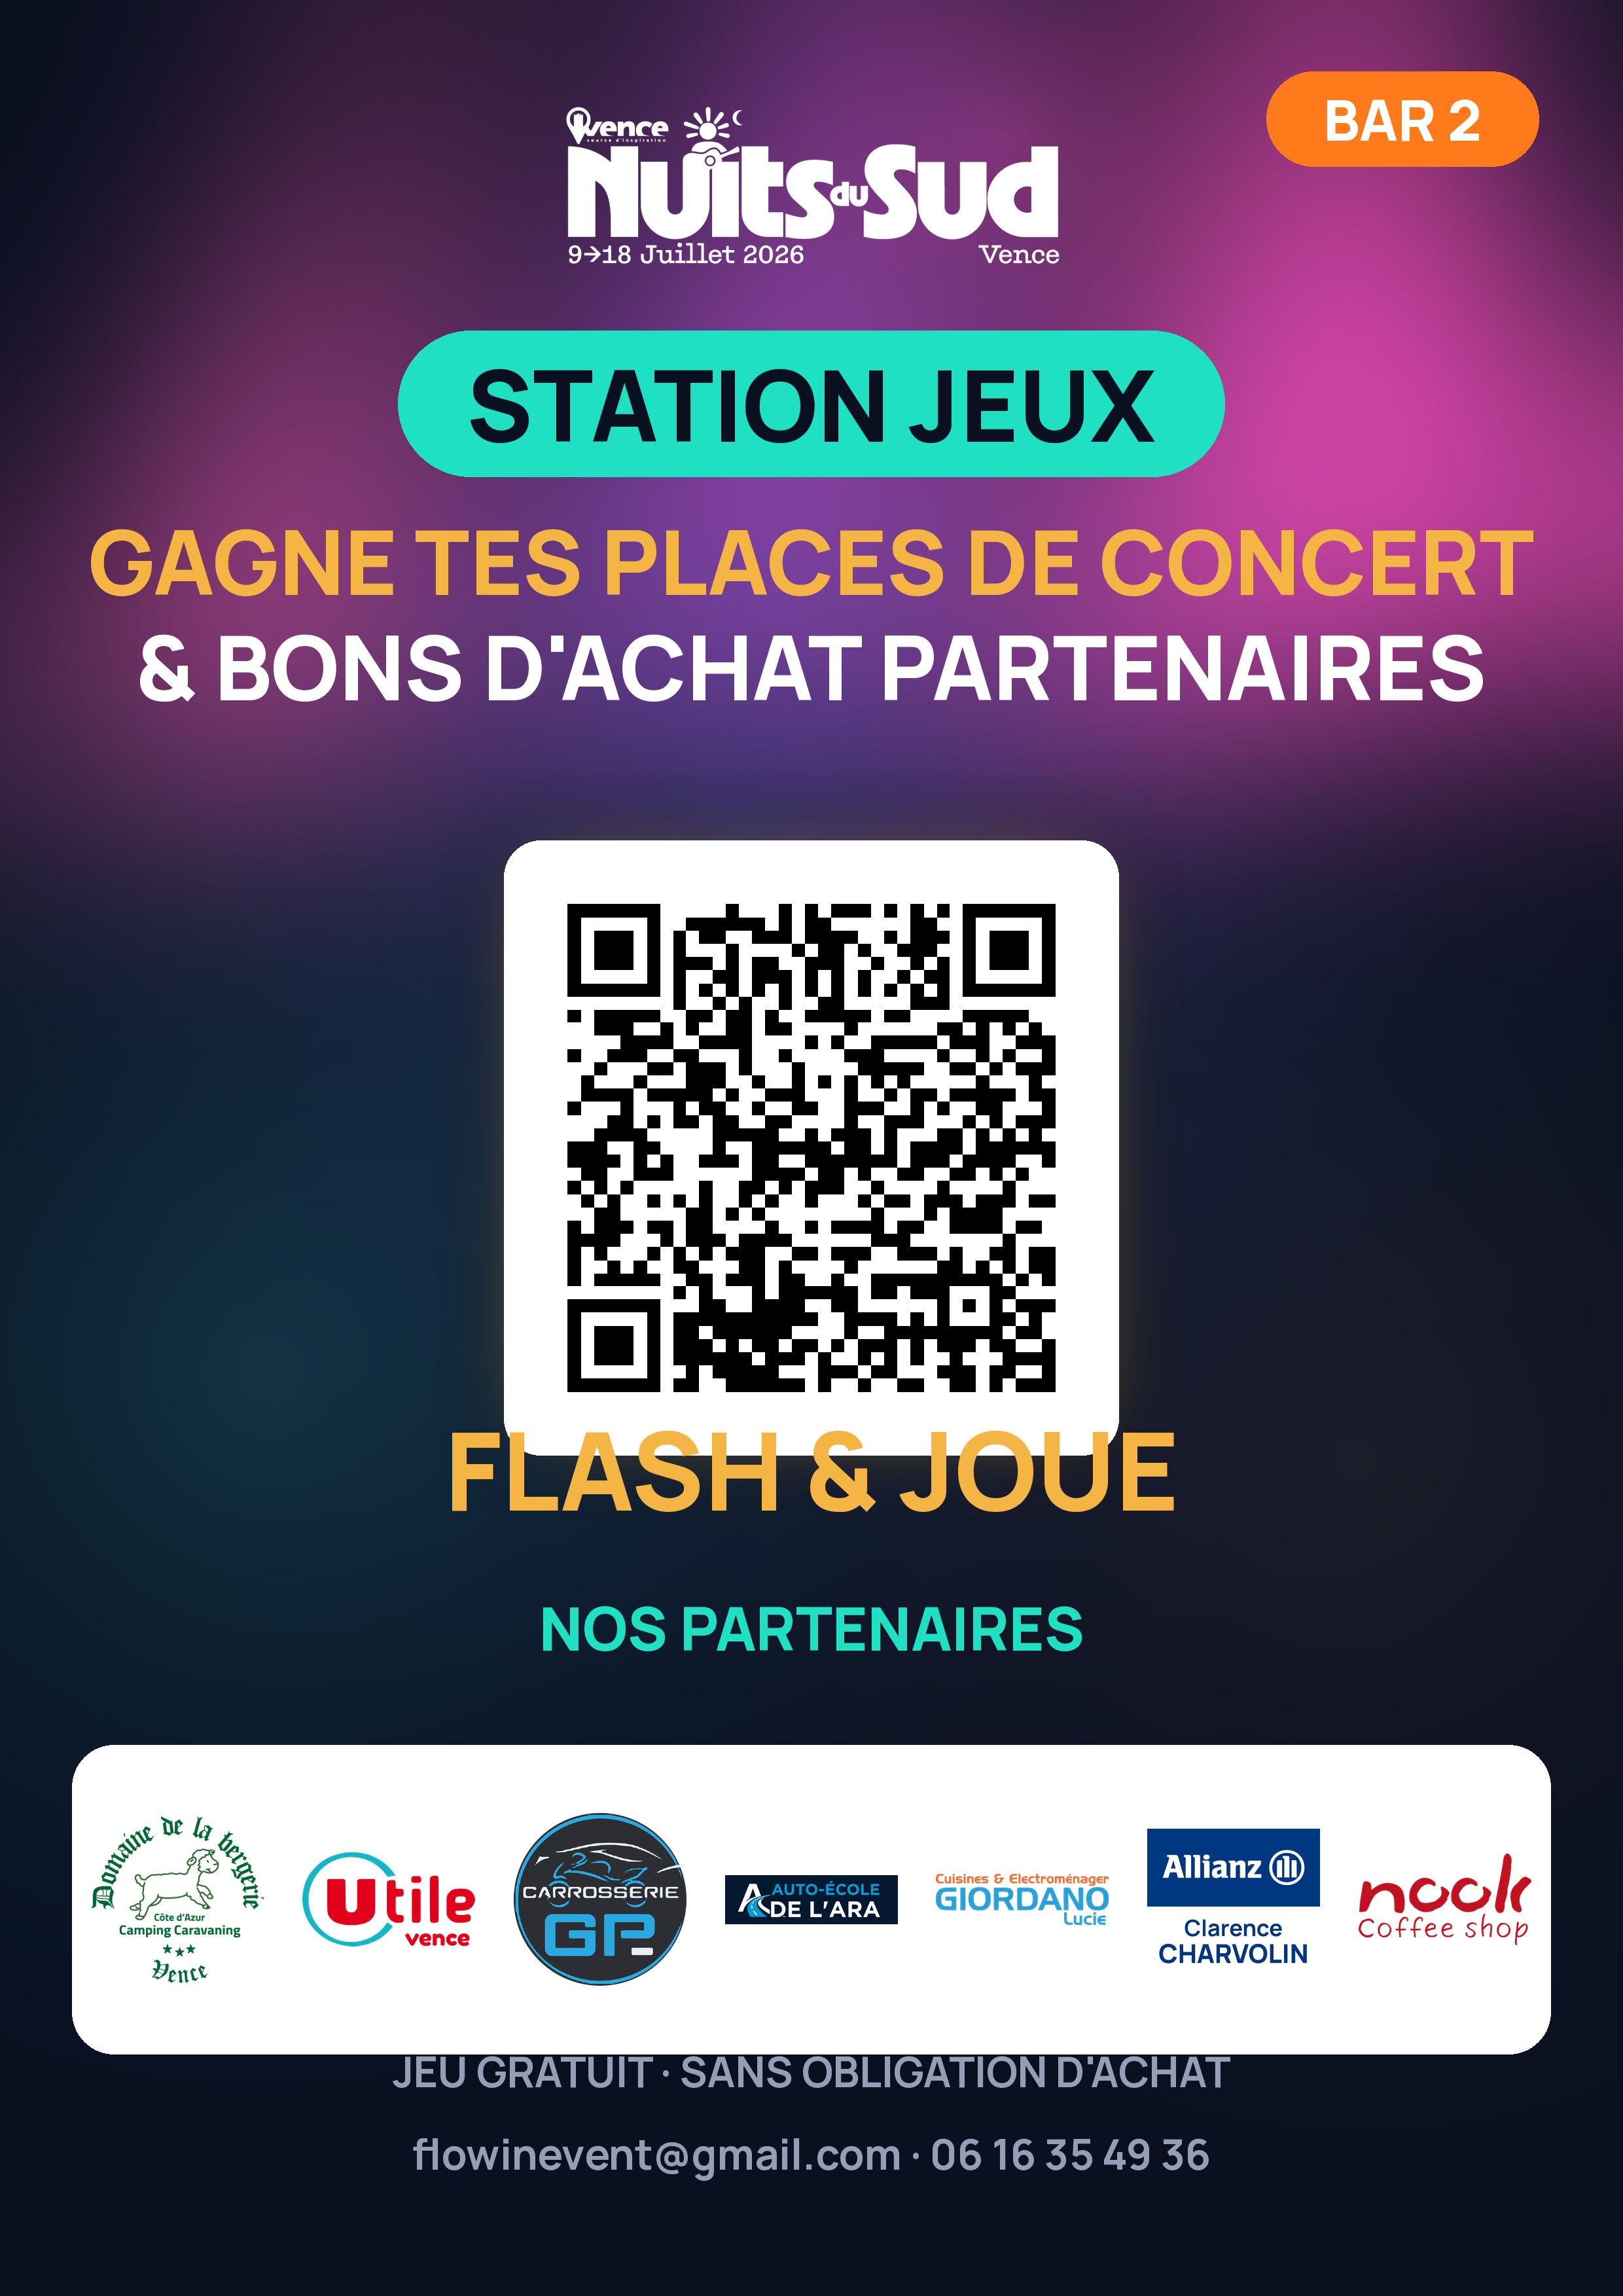 BAR 2
vence
source d'inspiration
Nuits du Sud
9→18 Juillet 2026 Vence
STATION JEUX
GAGNE TES PLACES DE CONCERT
& BONS D'ACHAT PARTENAIRES
FLASH & JOUE
NOS PARTENAIRES
Domaine de la bergerie
Côte d'Azur
Camping Caravaning
Vence
Utile
vence
CARROSSERIE
GP
AUTO-ÉCOLE
DE L'ARA
Cuisines & Electroménager
GIORDANO
Lucie
Allianz
Clarence
CHARVOLIN
nook
Coffee shop
JEU GRATUIT · SANS OBLIGATION D'ACHAT
flowinevent@gmail.com · 06 16 35 49 36